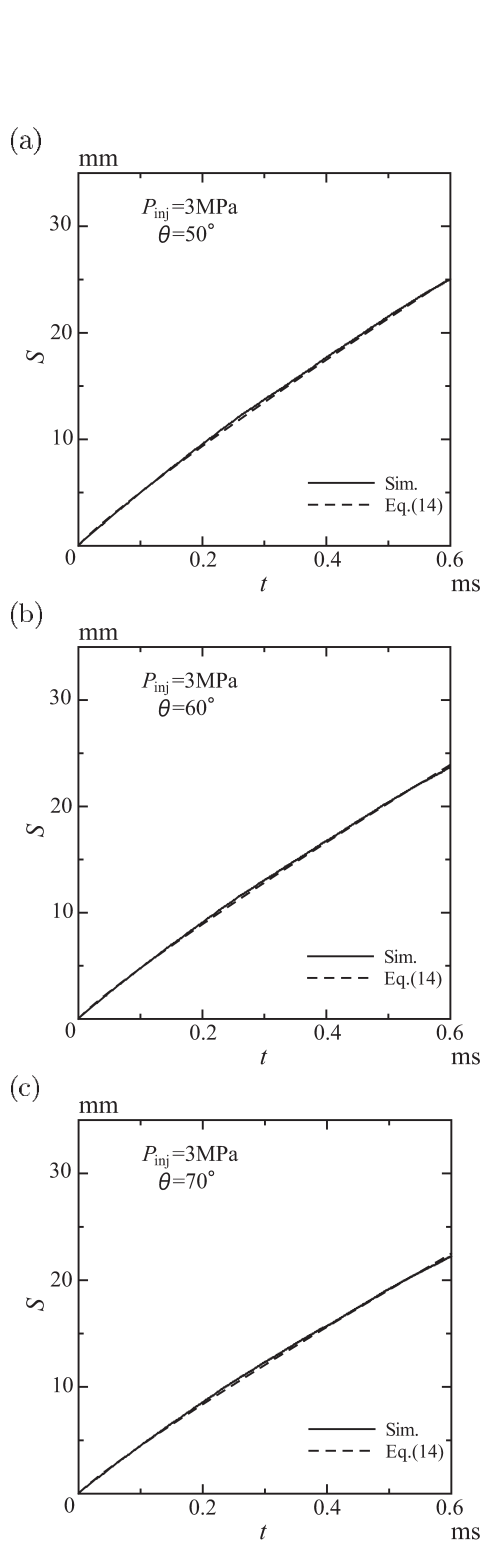 (a)
mm
P_inj=3MPa
θ=50°
30
20
10
S
Sim.
Eq.(14)
0 0.2 0.4 0.6
t ms
(b)
mm
P_inj=3MPa
θ=60°
30
20
10
S
Sim.
Eq.(14)
0 0.2 0.4 0.6
t ms
(c)
mm
P_inj=3MPa
θ=70°
30
20
10
S
Sim.
Eq.(14)
0 0.2 0.4 0.6
t ms